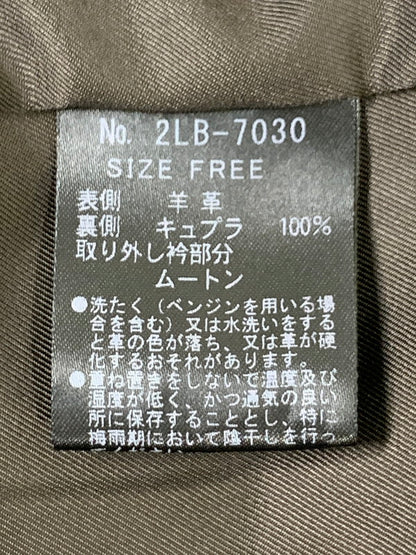 No. 2LB-7030
SIZE FREE
表側 羊革
裏側 キュプラ 100%
取り外し衿部分
ムートン
●洗たく(ベンジンを用いる場
合を含む)又は水洗いをする
と革の色が落ち、又は革が硬
化するおそれがあります。
●重ね置きをしないで温度及び
湿度が低く、かつ通気の良い
所に保存することとし、特に
梅雨期において陰干しを行っ
てください